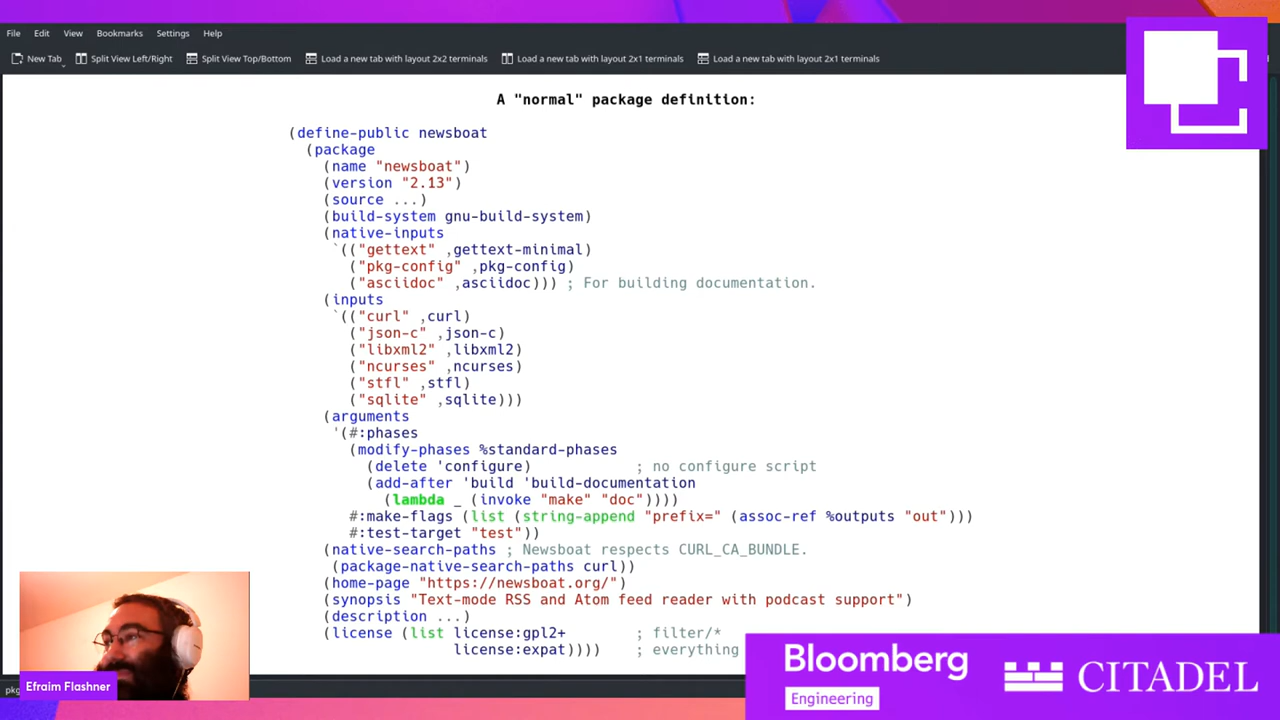 File Edit View Bookmarks Settings Help
New Tab Split View Left/Right Split View Top/Bottom Load a new tab with layout 2x2 terminals Load a new tab with layout 2x1 terminals Load a new tab with layout 2x1 terminals
A "normal" package definition:
(define-public newsboat
(package
(name "newsboat")
(version "2.13")
(source ...)
(build-system gnu-build-system)
(native-inputs
`(("gettext" ,gettext-minimal)
("pkg-config" ,pkg-config)
("asciidoc" ,asciidoc))) ; For building documentation.
(inputs
`(("curl" ,curl)
("json-c" ,json-c)
("libxml2" ,libxml2)
("ncurses" ,ncurses)
("stfl" ,stfl)
("sqlite" ,sqlite)))
(arguments
'(#:phases
(modify-phases %standard-phases
(delete 'configure) ; no configure script
(add-after 'build 'build-documentation
(lambda _ (invoke "make" "doc"))))
#:make-flags (list (string-append "prefix=" (assoc-ref %outputs "out")))
#:test-target "test"))
(native-search-paths ; Newsboat respects CURL_CA_BUNDLE.
(package-native-search-paths curl))
(home-page "https://newsboat.org/")
(synopsis "Text-mode RSS and Atom feed reader with podcast support")
(description ...)
(license (list license:gpl2+ ; filter/*
license:expat)))) ; everything
Efraim Flashner
Bloomberg
Engineering
CITADEL